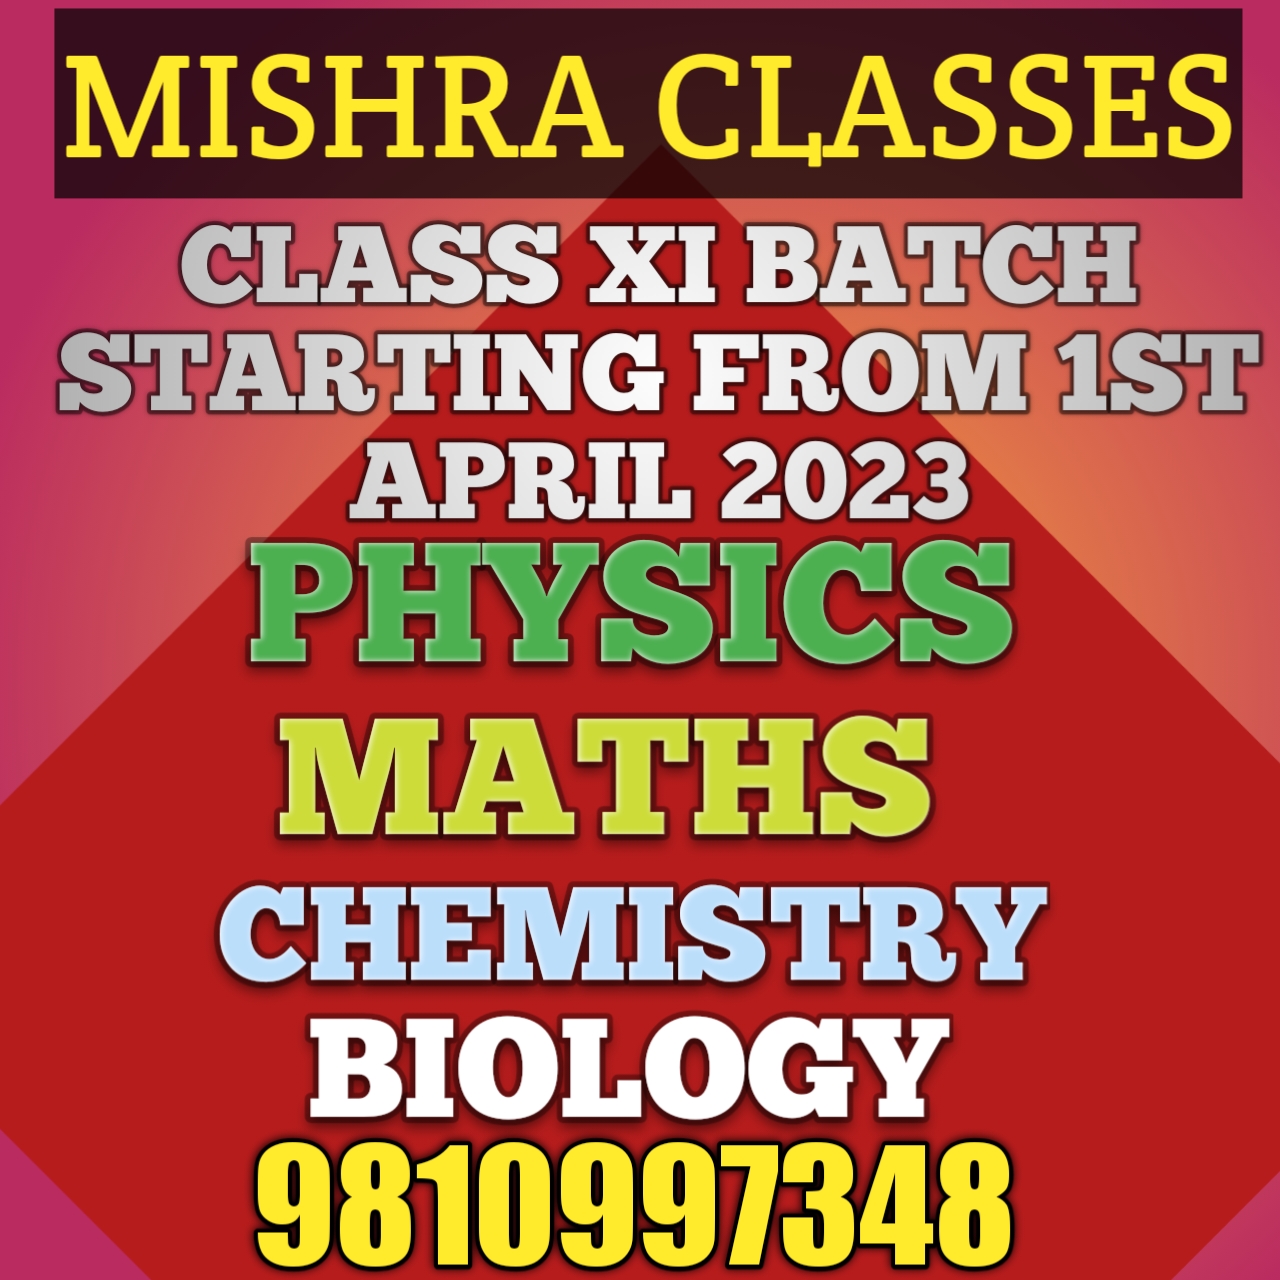 MISHRA CLASSES
CLASS XI BATCH
STARTING FROM 1ST
APRIL 2023
PHYSICS
MATHS
CHEMISTRY
BIOLOGY
9810997348